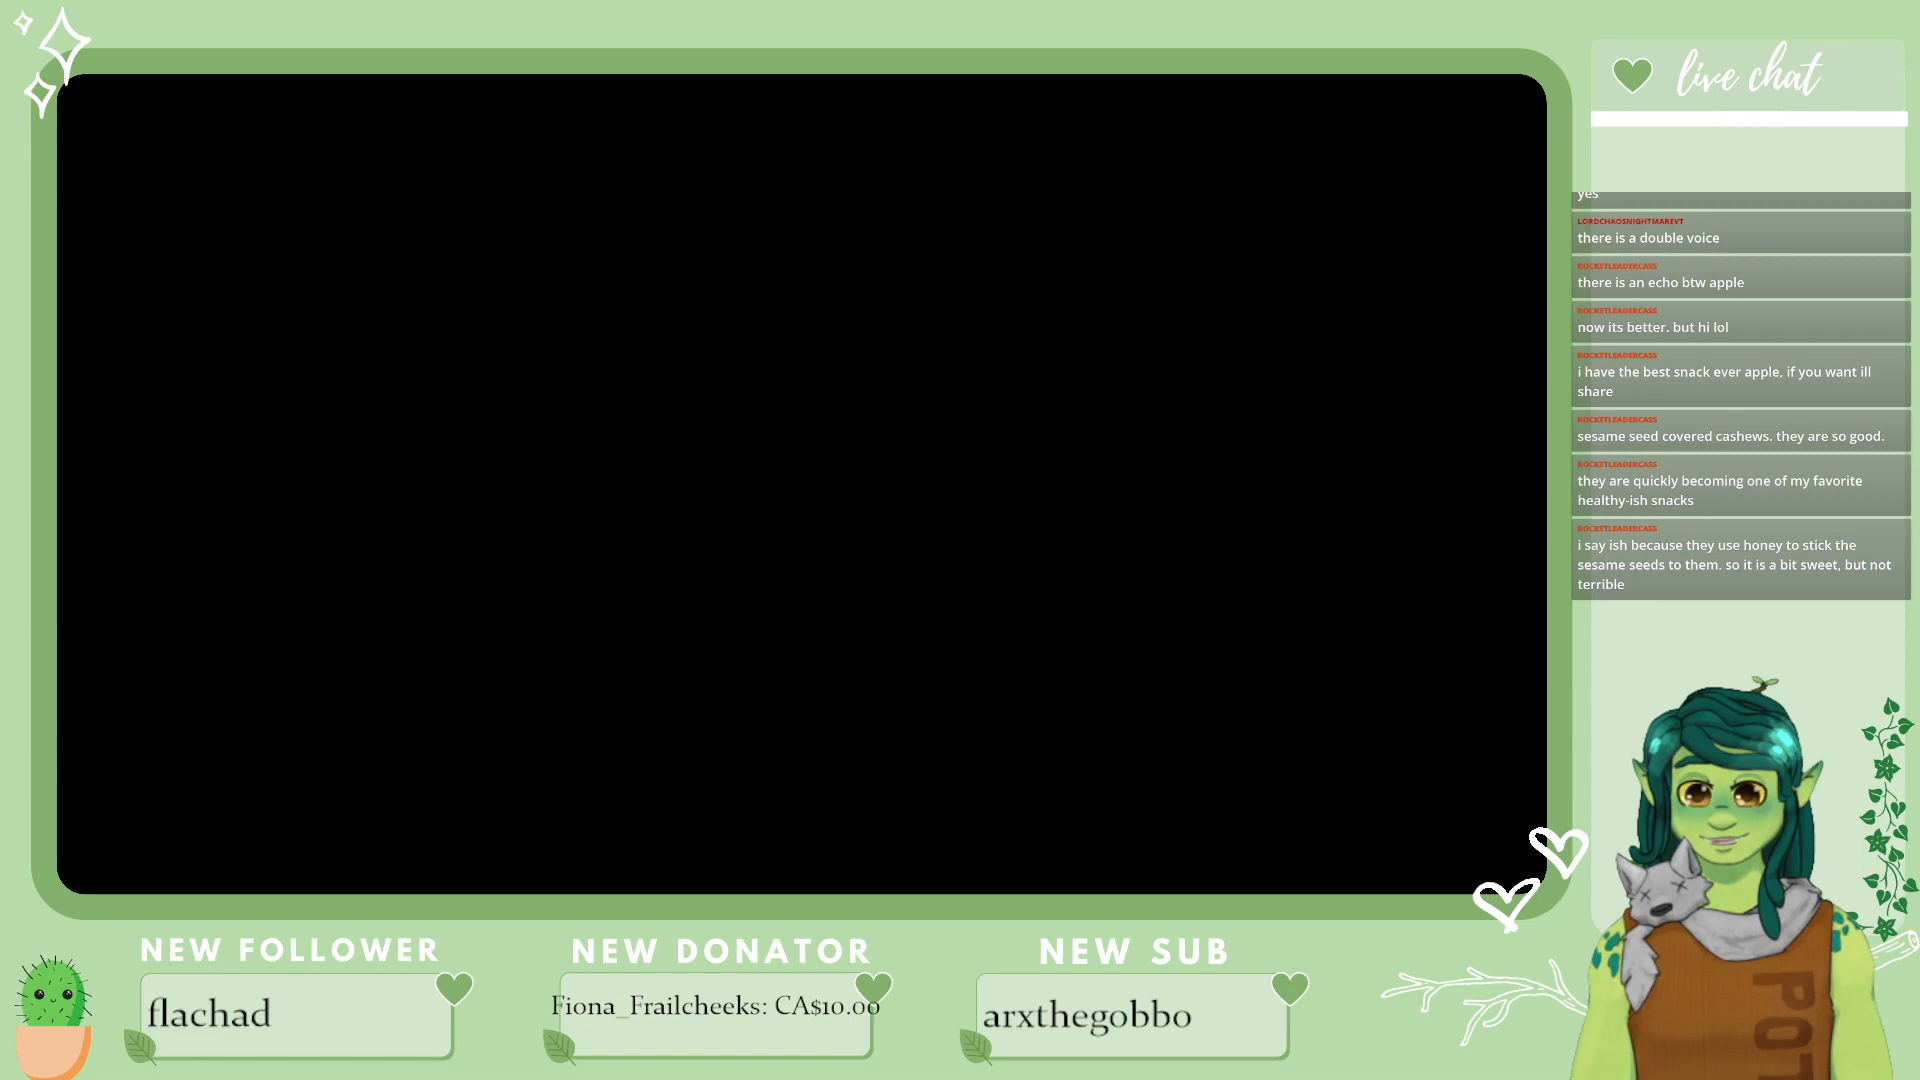 live chat
yes
LORDCHAOSNIGHTMAREVT
there is a double voice
ROCKETLEADERCASS
there is an echo btw apple
ROCKETLEADERCASS
now its better. but hi lol
ROCKETLEADERCASS
i have the best snack ever apple, if you want ill
share
ROCKETLEADERCASS
sesame seed covered cashews. they are so good.
ROCKETLEADERCASS
they are quickly becoming one of my favorite
healthy-ish snacks
ROCKETLEADERCASS
i say ish because they use honey to stick the
sesame seeds to them. so it is a bit sweet, but not
terrible
NEW FOLLOWER
flachad
NEW DONATOR
Fiona_Frailcheeks: CA$10.00
NEW SUB
arxthegobbo
POT